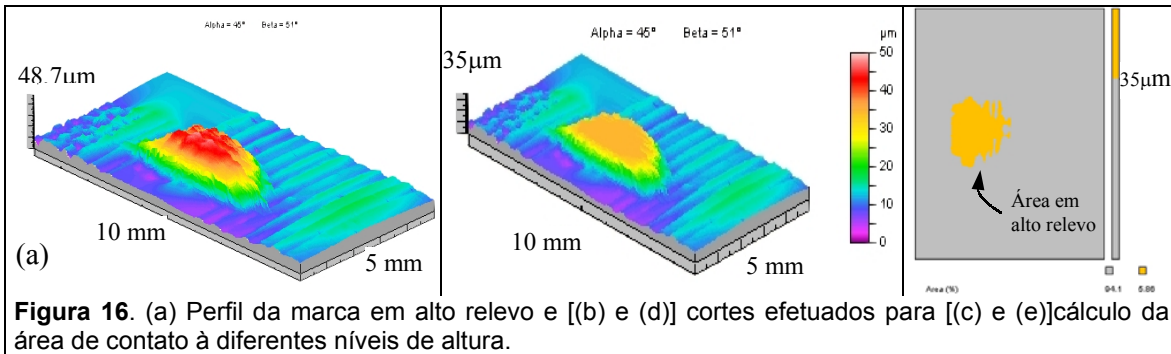 Alpha = 45° Beta = 51°
48.7μm
10 mm
5 mm
(a)
Alpha = 45° Beta = 51°
35μm
10 mm
5 mm
μm
50
40
30
20
10
0
35μm
Área em
alto relevo
Area (%)
94.1 5.86
Figura 16. (a) Perfil da marca em alto relevo e [(b) e (d)] cortes efetuados para [(c) e (e)]cálculo da
área de contato à diferentes níveis de altura.